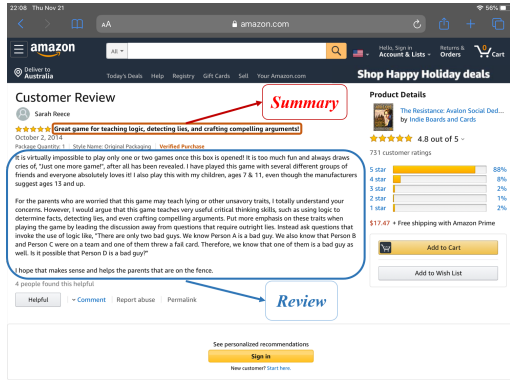 22:08 Thu Nov 21
56%
AA
amazon.com
amazon
All
Hello, Sign in
Account & Lists
Returns &
Orders
0
Cart
Deliver to
Australia
Today's Deals Help Registry Gift Cards Sell Your Amazon.com
Shop Happy Holiday deals
Customer Review
Sarah Reece
Great game for teaching logic, detecting lies, and crafting compelling arguments!
October 2, 2014
Package Quantity: 1 | Style Name: Original Packaging | Verified Purchase
It is virtually impossible to play only one or two games once this box is opened! It is too much fun and always draws
cries of, "Just one more game!", after all has been revealed. I have played this game with several different groups of
friends and everyone absolutely loves it! I also play this with my children, ages 7 & 11, even though the manufacturers
suggest ages 13 and up.
For the parents who are worried that this game may teach lying or other unsavory traits, I totally understand your
concerns. However, I would argue that this game teaches very useful critical thinking skills, such as using logic to
determine facts, detecting lies, and even crafting compelling arguments. Put more emphasis on these traits when
playing the game by leading the discussion away from questions that require outright lies. Instead ask questions that
invoke the use of logic like, "There are only two bad guys. We know Person A is a bad guy. We also know that Person B
and Person C were on a team and one of them threw a fail card. Therefore, we know that one of them is a bad guy as
well. Is it possible that Person D is a bad guy?"
I hope that makes sense and helps the parents that are on the fence.
4 people found this helpful
Helpful
Comment | Report abuse | Permalink
Summary
Review
Product Details
The Resistance: Avalon Social Ded...
by Indie Boards and Cards
4.8 out of 5
731 customer ratings
5 star 88%
4 star 8%
3 star 2%
2 star 1%
1 star 2%
$17.47 + Free shipping with Amazon Prime
Add to Cart
Add to Wish List
See personalized recommendations
Sign in
New customer? Start here.